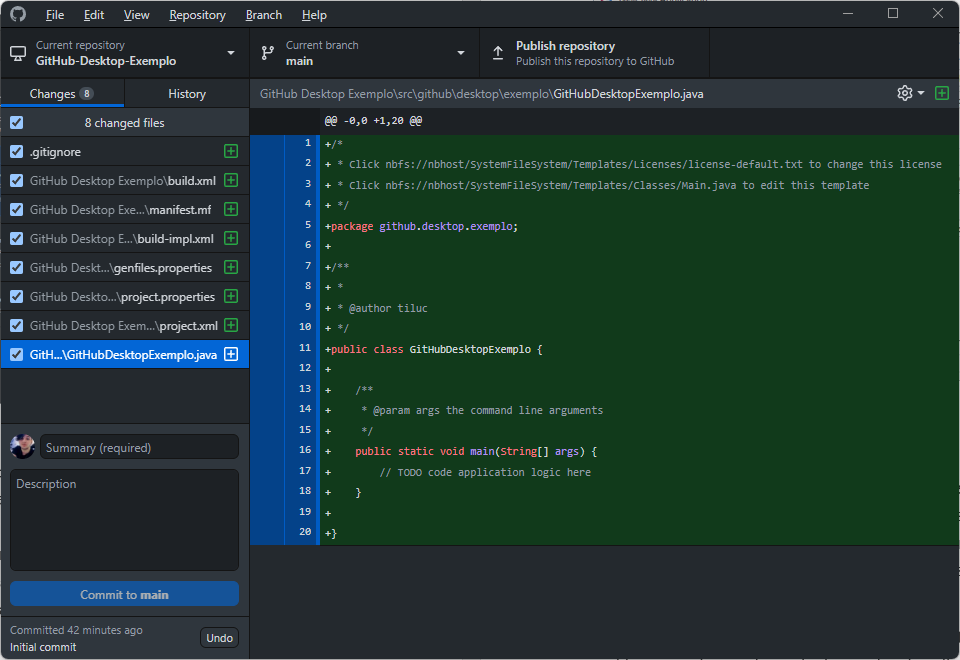 File Edit View Repository Branch Help
Current repository
GitHub-Desktop-Exemplo
Current branch
main
Publish repository
Publish this repository to GitHub
Changes 8 History
8 changed files
.gitignore
GitHub Desktop Exemplo\build.xml
GitHub Desktop Exe...\manifest.mf
GitHub Desktop E...\build-impl.xml
GitHub Deskt...\genfiles.properties
GitHub Deskto...\project.properties
GitHub Desktop Exem...\project.xml
GitH...\GitHubDesktopExemplo.java
Summary (required)
Description
Commit to main
Committed 42 minutes ago
Initial commit
Undo
GitHub Desktop Exemplo\src\github\desktop\exemplo\GitHubDesktopExemplo.java
@@ -0,0 +1,20 @@
1 +/*
2 + * Click nbfs://nbhost/SystemFileSystem/Templates/Licenses/license-default.txt to change this license
3 + * Click nbfs://nbhost/SystemFileSystem/Templates/Classes/Main.java to edit this template
4 + */
5 +package github.desktop.exemplo;
6 +
7 +/**
8 + *
9 + * @author tiluc
10 + */
11 +public class GitHubDesktopExemplo {
12 +
13 +    /**
14 +     * @param args the command line arguments
15 +     */
16 +    public static void main(String[] args) {
17 +        // TODO code application logic here
18 +    }
19 +
20 +}